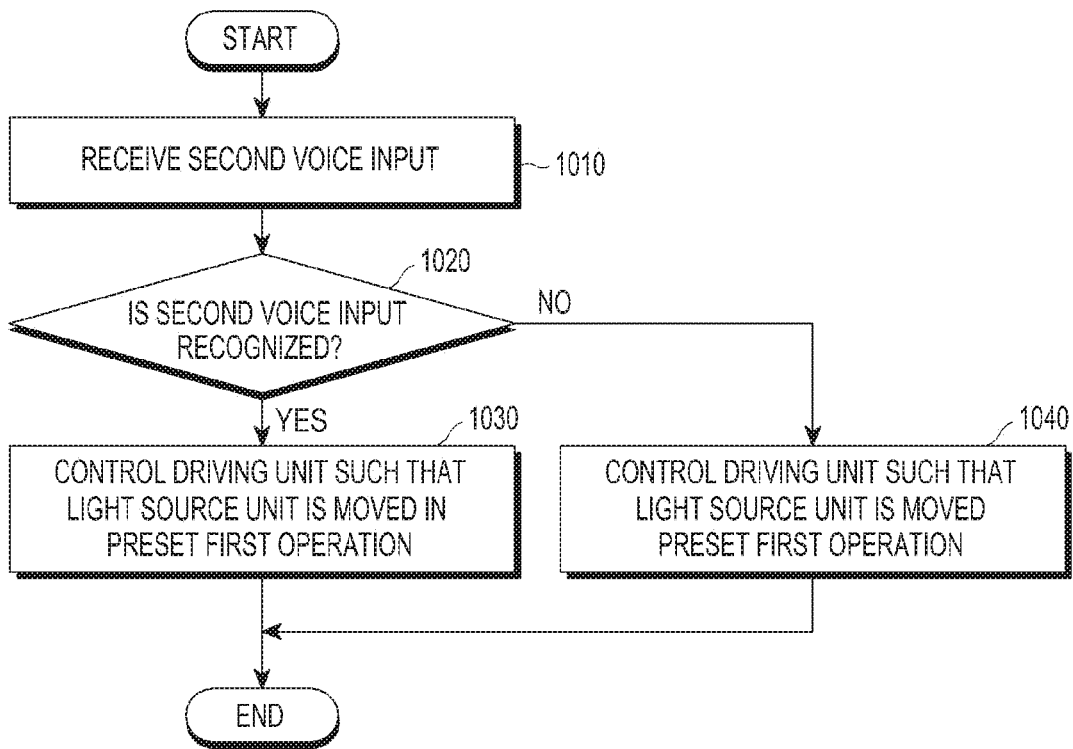 START
RECEIVE SECOND VOICE INPUT
1010
1020
IS SECOND VOICE INPUT
RECOGNIZED?
NO
YES
1030
CONTROL DRIVING UNIT SUCH THAT
LIGHT SOURCE UNIT IS MOVED IN
PRESET FIRST OPERATION
1040
CONTROL DRIVING UNIT SUCH THAT
LIGHT SOURCE UNIT IS MOVED
PRESET FIRST OPERATION
END